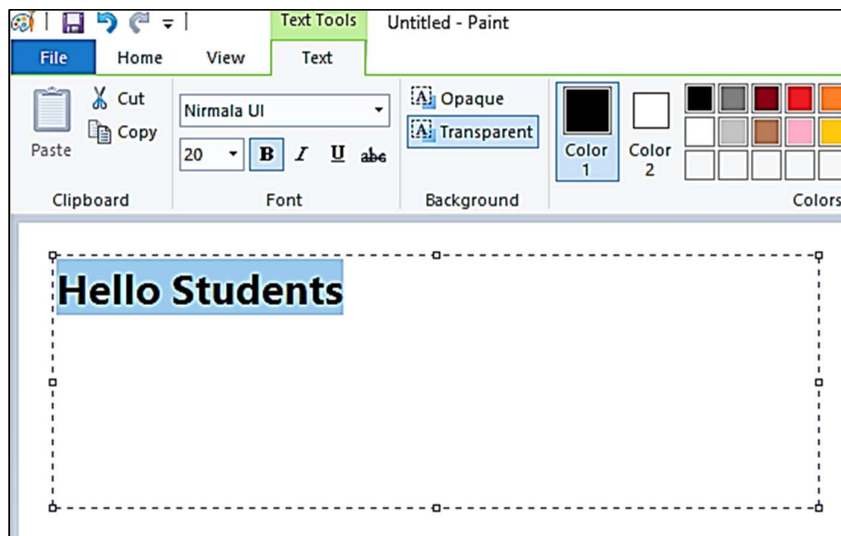 Text Tools Untitled - Paint
File Home View Text
Cut
Copy
Paste
Clipboard
Nirmala UI
20 B I U abc
Font
Opaque
Transparent
Background
Color 1
Color 2
Colors
Hello Students